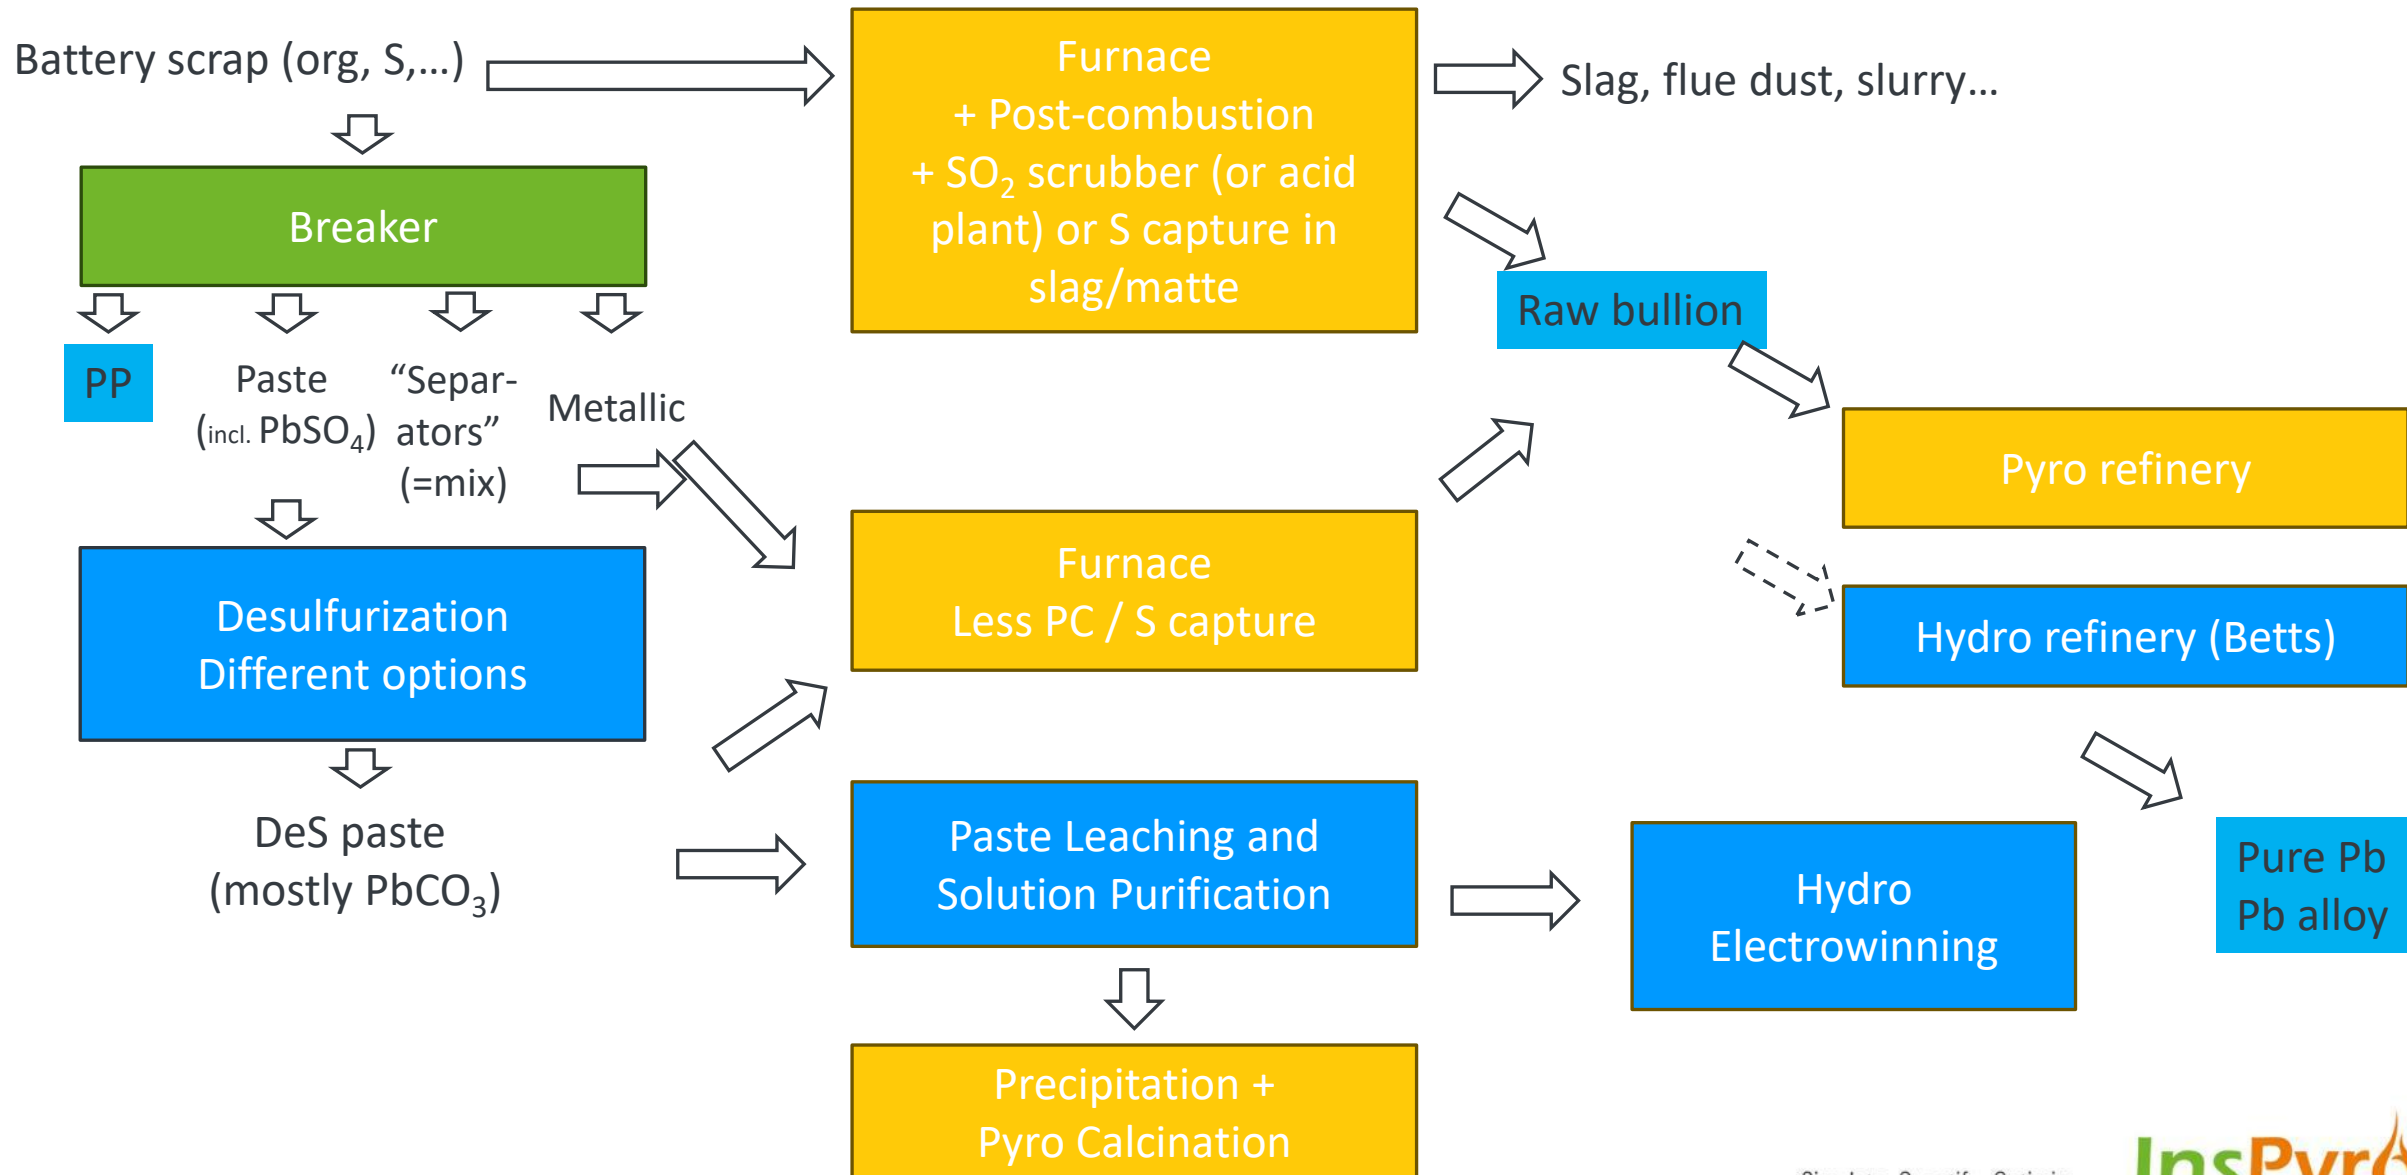 Battery scrap (org, S,…)
Furnace
+ Post-combustion
+ SO₂ scrubber (or acid
plant) or S capture in
slag/matte
Slag, flue dust, slurry…
Breaker
Raw bullion
PP
Paste
(incl. PbSO₄)
“Separ-
ators”
(=mix)
Metallic
Pyro refinery
Furnace
Less PC / S capture
Desulfurization
Different options
Hydro refinery (Betts)
DeS paste
(mostly PbCO₃)
Paste Leaching and
Solution Purification
Hydro
Electrowinning
Pure Pb
Pb alloy
Precipitation +
Pyro Calcination
InsPyro